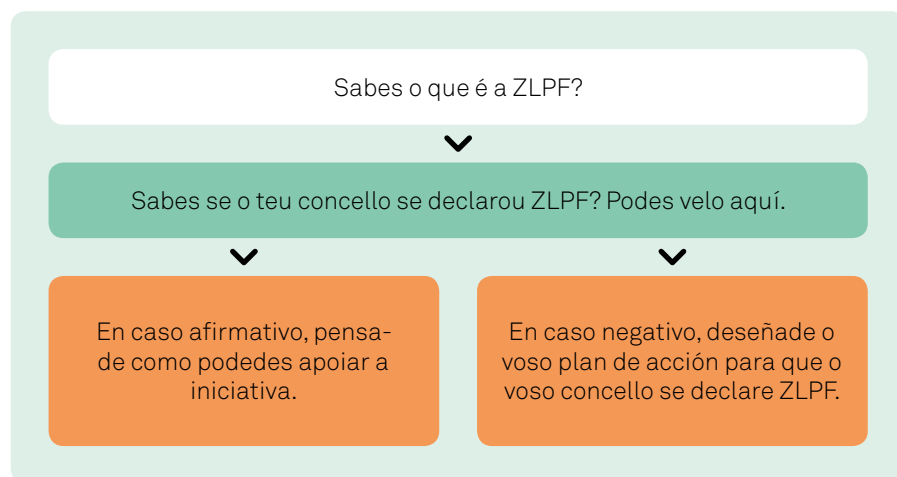 Sabes o que é a ZLPF?
Sabes se o teu concello se declarou ZLPF? Podes velo aquí.
En caso afirmativo, pensa-
de como podedes apoiar a
iniciativa.
En caso negativo, deseñade o
voso plan de acción para que o
voso concello se declare ZLPF.